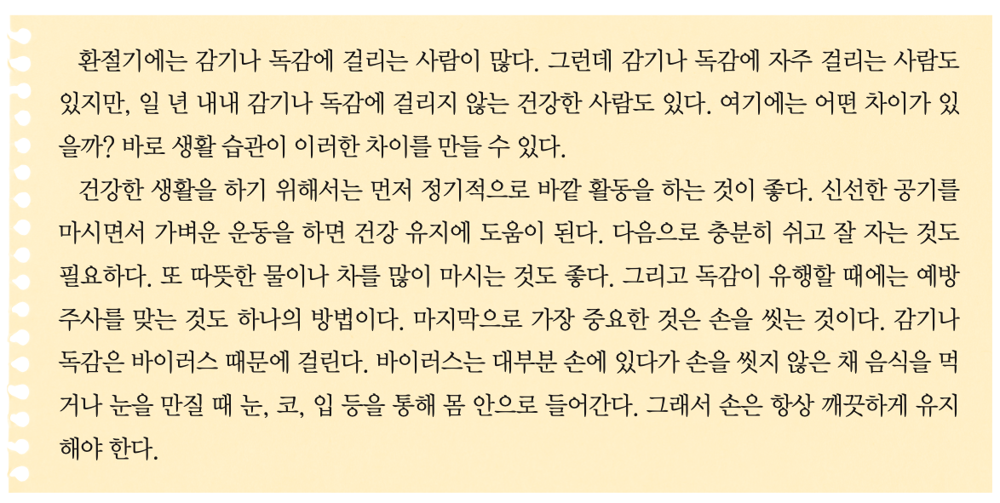 환절기에는 감기나 독감에 걸리는 사람이 많다. 그런데 감기나 독감에 자주 걸리는 사람도
있지만, 일 년 내내 감기나 독감에 걸리지 않는 건강한 사람도 있다. 여기에는 어떤 차이가 있
을까? 바로 생활 습관이 이러한 차이를 만들 수 있다.
건강한 생활을 하기 위해서는 먼저 정기적으로 바깥 활동을 하는 것이 좋다. 신선한 공기를
마시면서 가벼운 운동을 하면 건강 유지에 도움이 된다. 다음으로 충분히 쉬고 잘 자는 것도
필요하다. 또 따뜻한 물이나 차를 많이 마시는 것도 좋다. 그리고 독감이 유행할 때에는 예방
주사를 맞는 것도 하나의 방법이다. 마지막으로 가장 중요한 것은 손을 씻는 것이다. 감기나
독감은 바이러스 때문에 걸린다. 바이러스는 대부분 손에 있다가 손을 씻지 않은 채 음식을 먹
거나 눈을 만질 때 눈, 코, 입 등을 통해 몸 안으로 들어간다. 그래서 손은 항상 깨끗하게 유지
해야 한다.